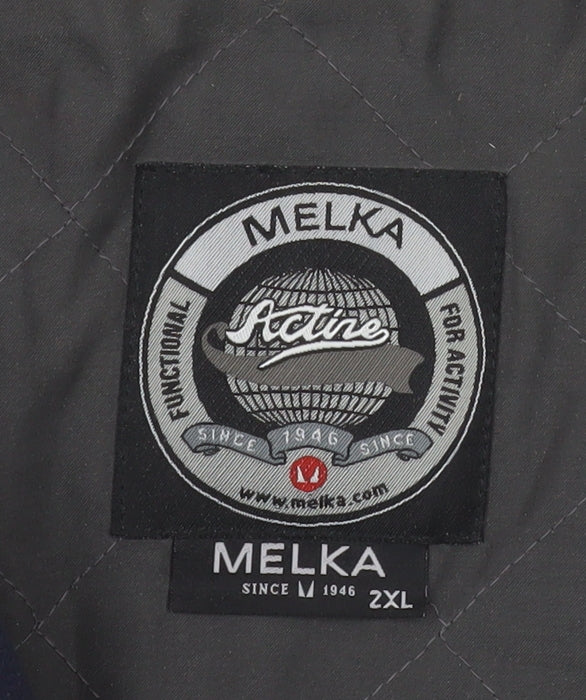 MELKA
Active
FUNCTIONAL
FOR ACTIVITY
SINCE 1946 SINCE
www.melka.com
MELKA
SINCE 1946
2XL